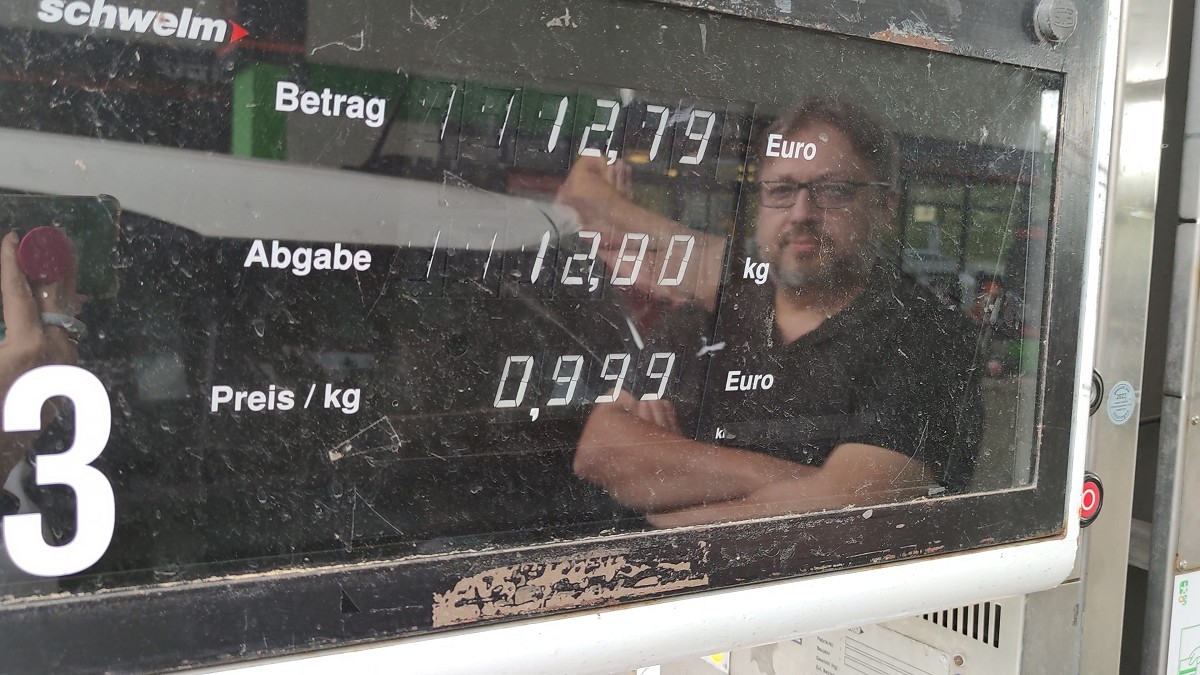 schwelm
Betrag 12,79 Euro
Abgabe 12,80 kg
Preis / kg 0,999 Euro
3